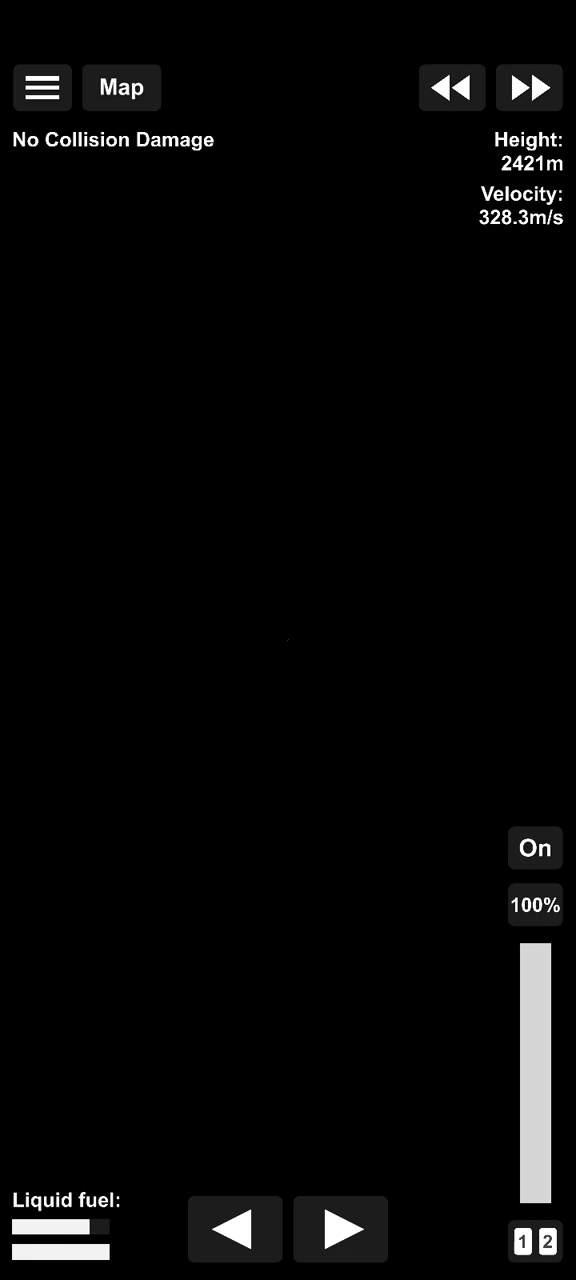 Map
No Collision Damage
Height:
2421m
Velocity:
328.3m/s
On
100%
Liquid fuel:
1 2